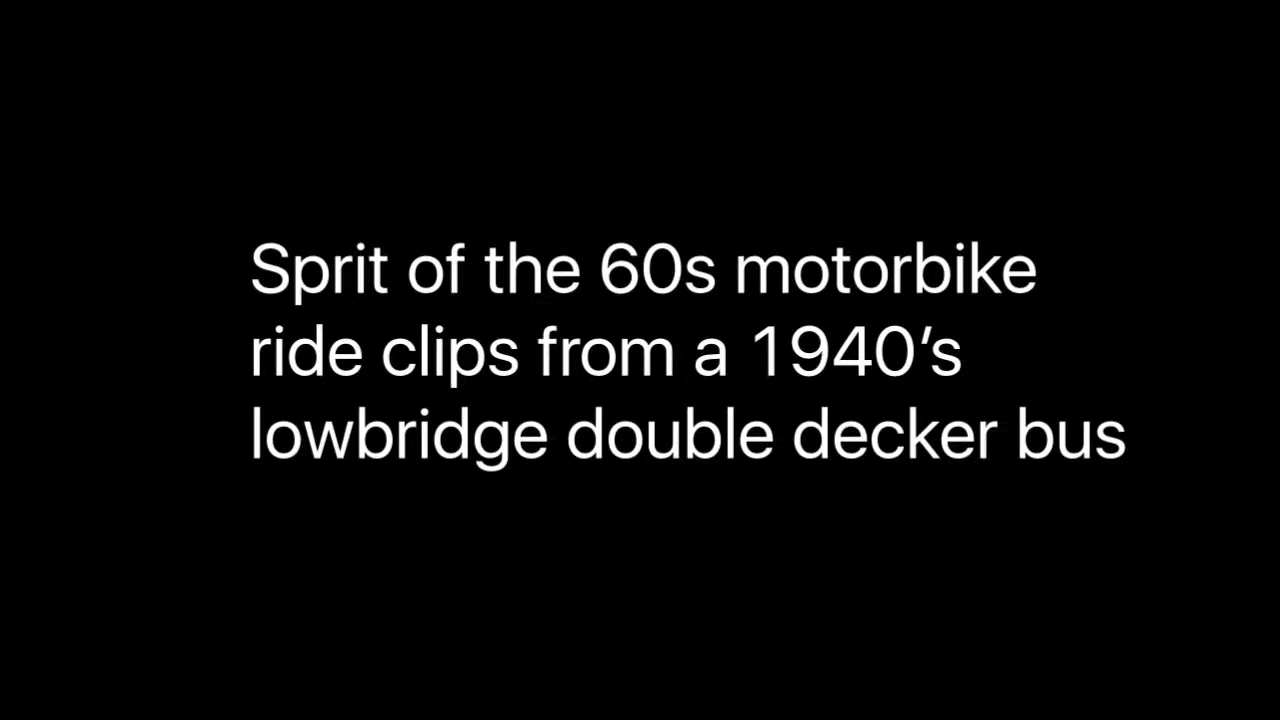 Sprit of the 60s motorbike
ride clips from a 1940’s
lowbridge double decker bus